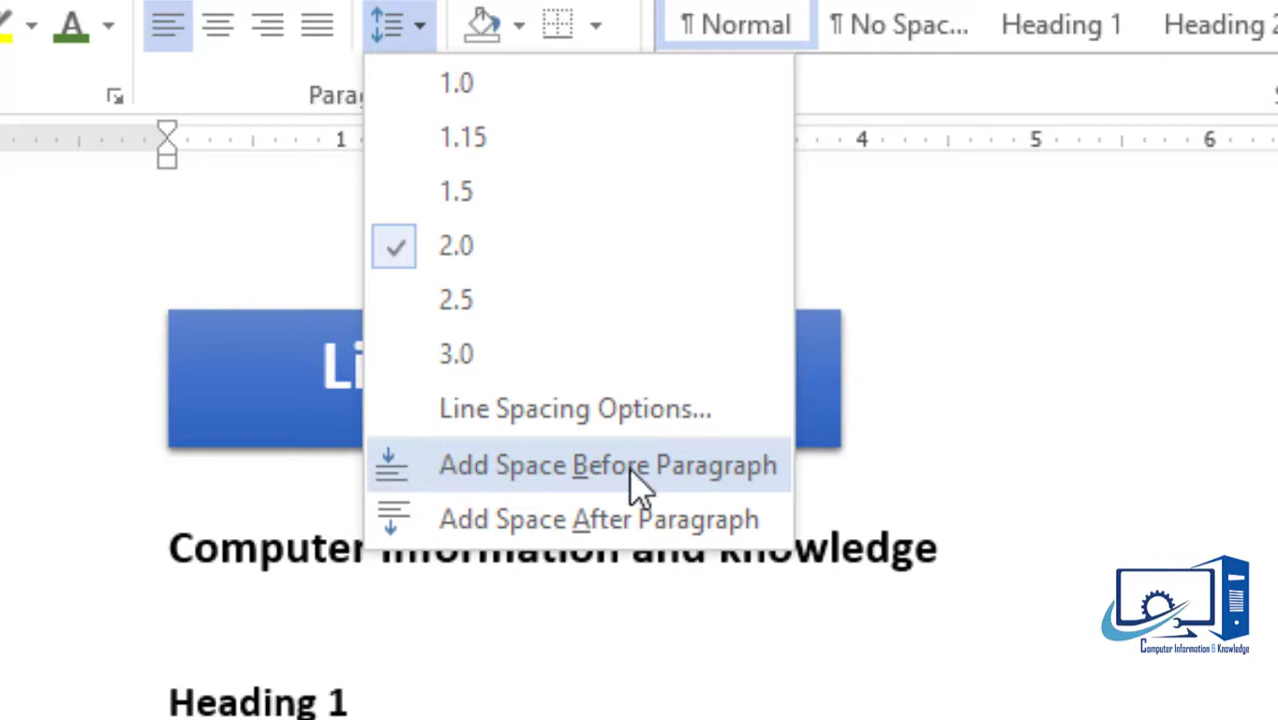 A
¶ Normal
¶ No Spac...
Heading 1
Heading 2
1.0
1.15
1.5
2.0
2.5
3.0
Line Spacing Options...
Add Space Before Paragraph
Add Space After Paragraph
1
4
5
6
Computer Information and knowledge
Heading 1
Computer Information & Knowledge